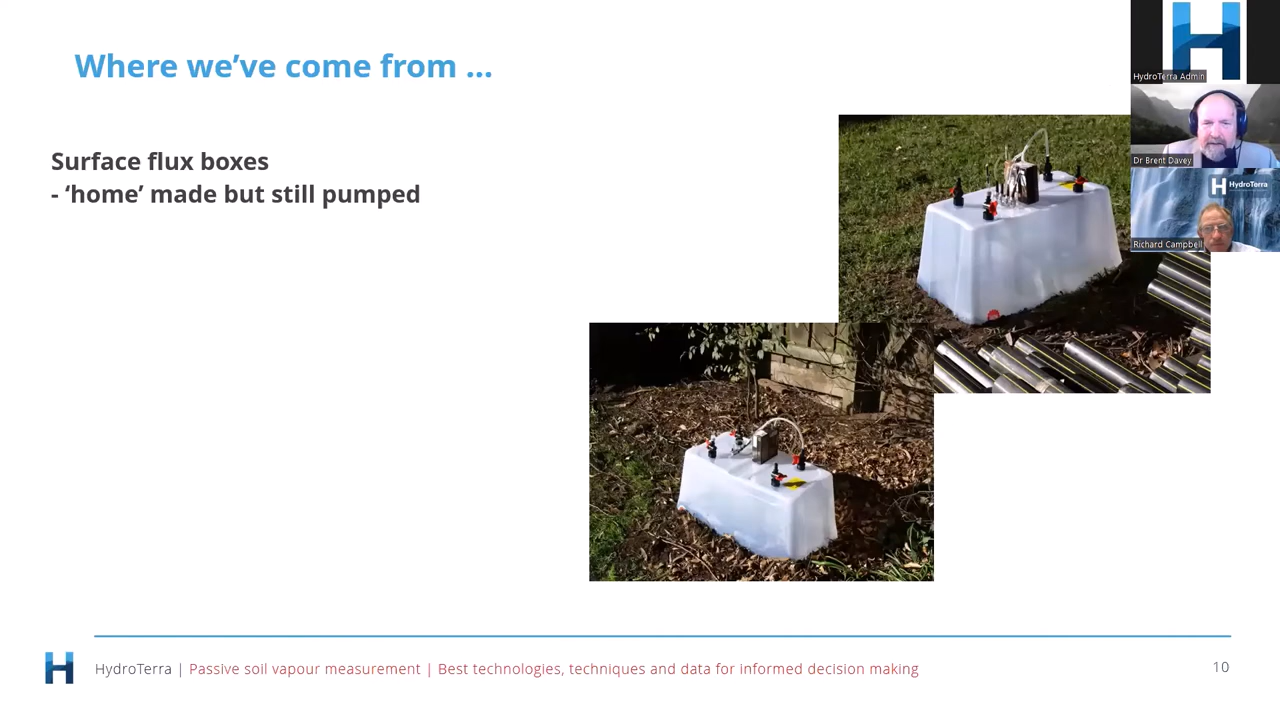 Where we've come from ...
Surface flux boxes
- ‘home’ made but still pumped
HydroTerra Admin
Dr Brent Davey
HydroTerra
Richard Campbell
HydroTerra | Passive soil vapour measurement | Best technologies, techniques and data for informed decision making
10